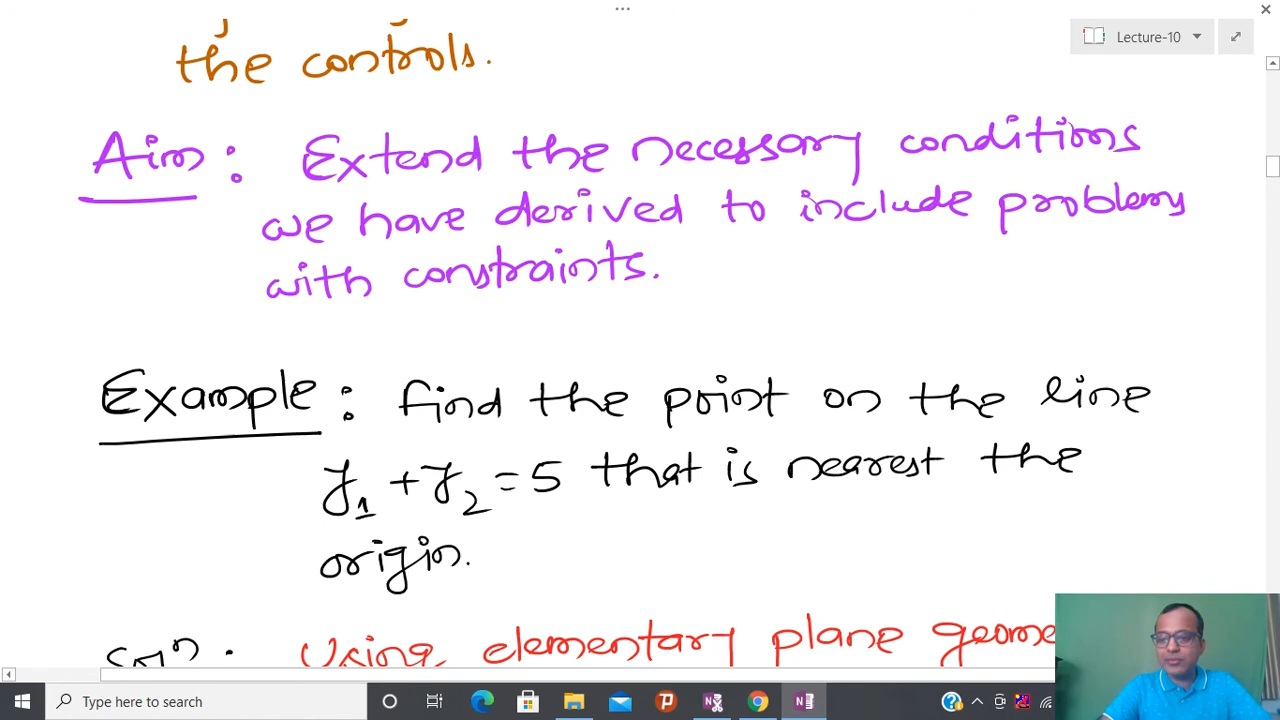 the controls.
Lecture-10
Aim: Extend the necessary conditions
we have derived to include problems
with constraints.
Example: find the point on the line
y₁ + y₂ = 5 that is nearest the
origin.
Solⁿ: Using elementary plane geome
Type here to search